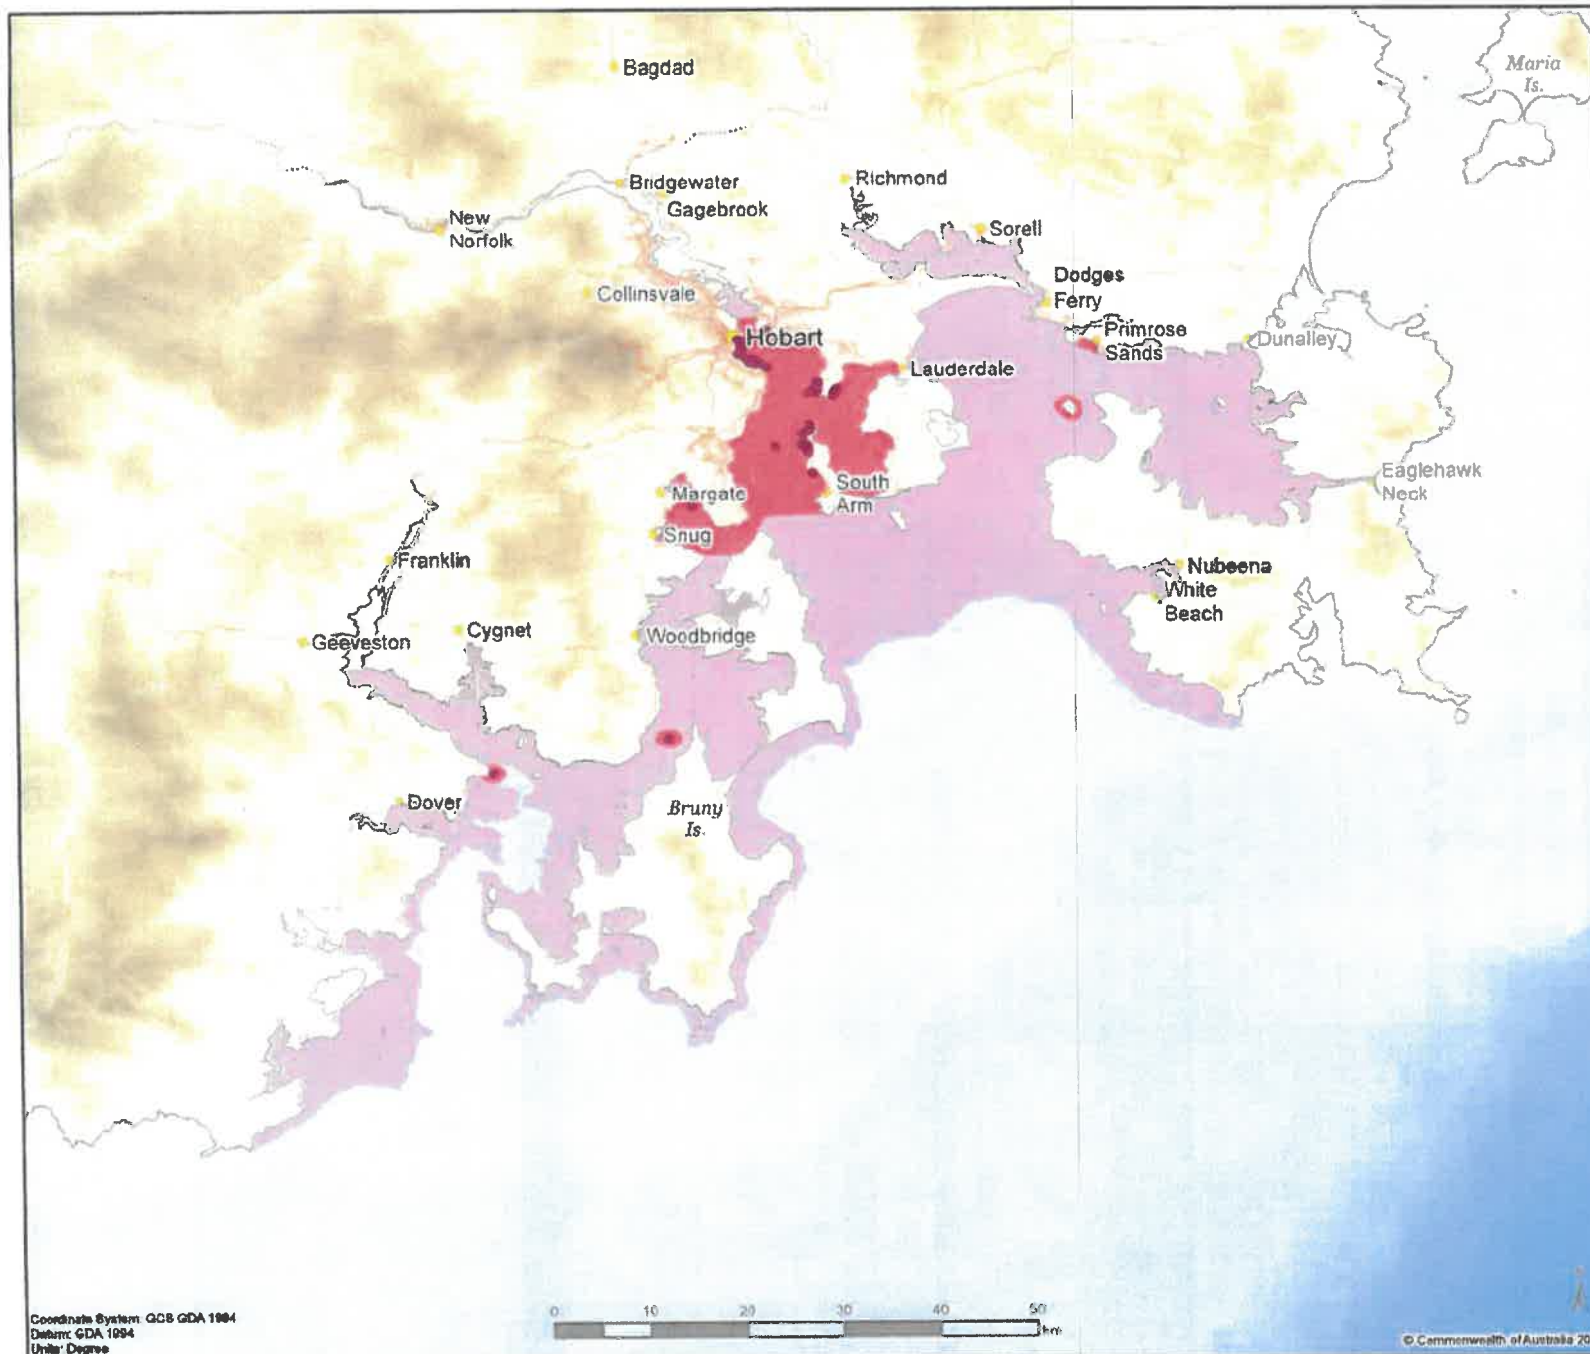 Maria
Is.
Bagdad
Bridgewater
Gagebrook
Richmond
New
Norfolk
Sorell
Collinsvale
Dodges
Ferry
Hobart
Primrose
Sands
Dunalley
Lauderdale
Eaglehawk
Neck
Margate
South
Arm
Snug
Franklin
Nubeena
White
Beach
Geeveston
Cygnet
Woodbridge
Dover
Bruny
Is.
0 10 20 30 40 50
km
Coordinate System: GCS GDA 1994
Datum: GDA 1994
Units: Degree
© Commonwealth of Australia 20